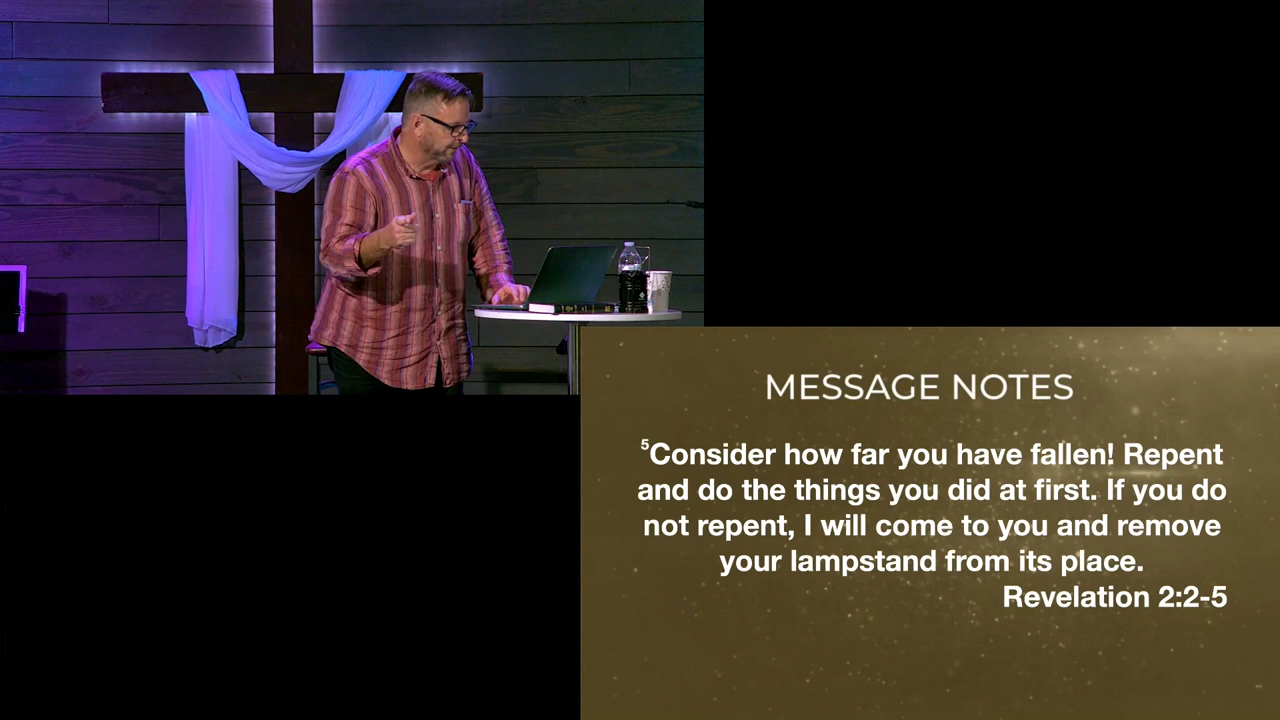 MESSAGE NOTES
⁵Consider how far you have fallen! Repent
and do the things you did at first. If you do
not repent, I will come to you and remove
your lampstand from its place.
Revelation 2:2-5